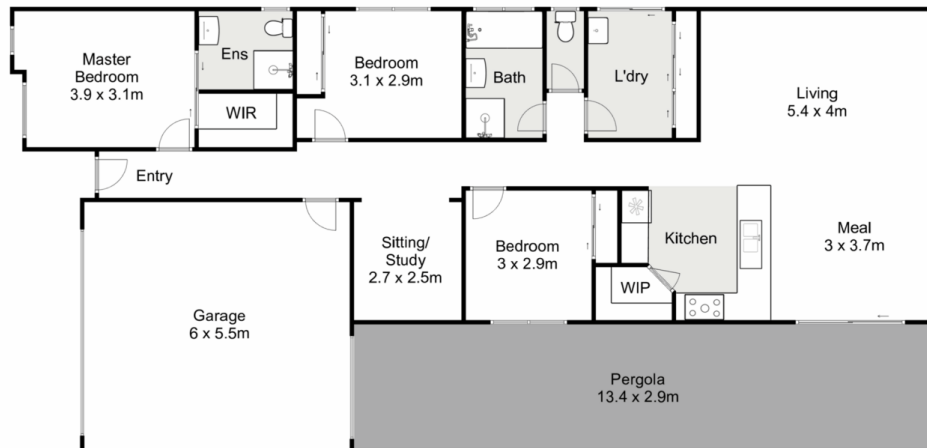 Master
Bedroom
3.9 x 3.1m
Ens
WIR
Bedroom
3.1 x 2.9m
Bath
L'dry
Living
5.4 x 4m
Entry
Sitting/
Study
2.7 x 2.5m
Bedroom
3 x 2.9m
Kitchen
WIP
Meal
3 x 3.7m
Garage
6 x 5.5m
Pergola
13.4 x 2.9m